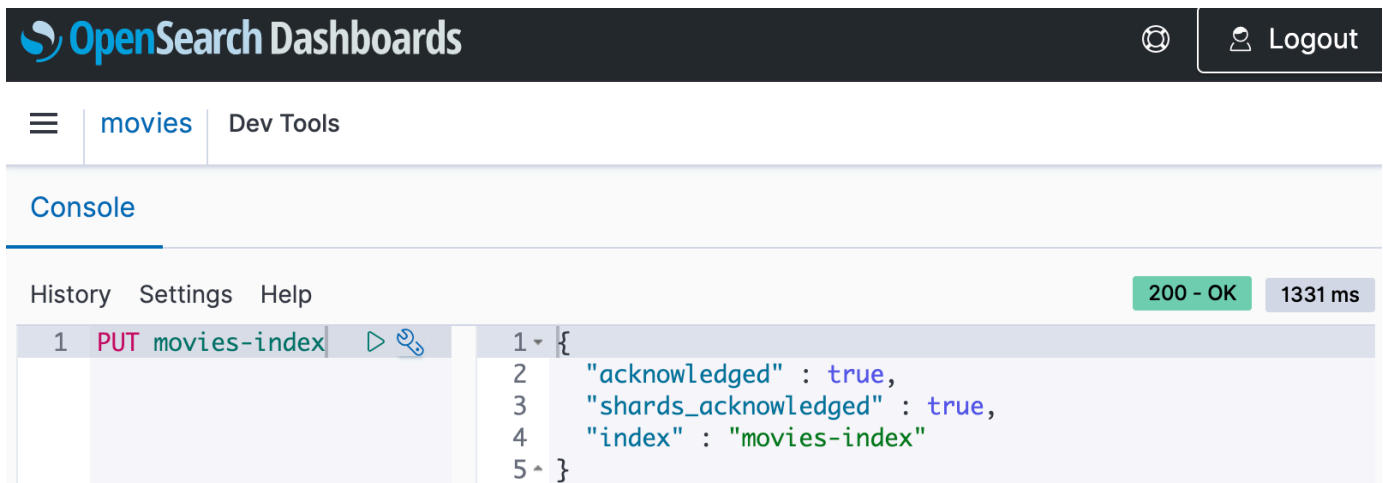 OpenSearch Dashboards Logout
movies Dev Tools
Console
History Settings Help 200 - OK 1331 ms
1 PUT movies-index
1 {
2 "acknowledged" : true,
3 "shards_acknowledged" : true,
4 "index" : "movies-index"
5 }